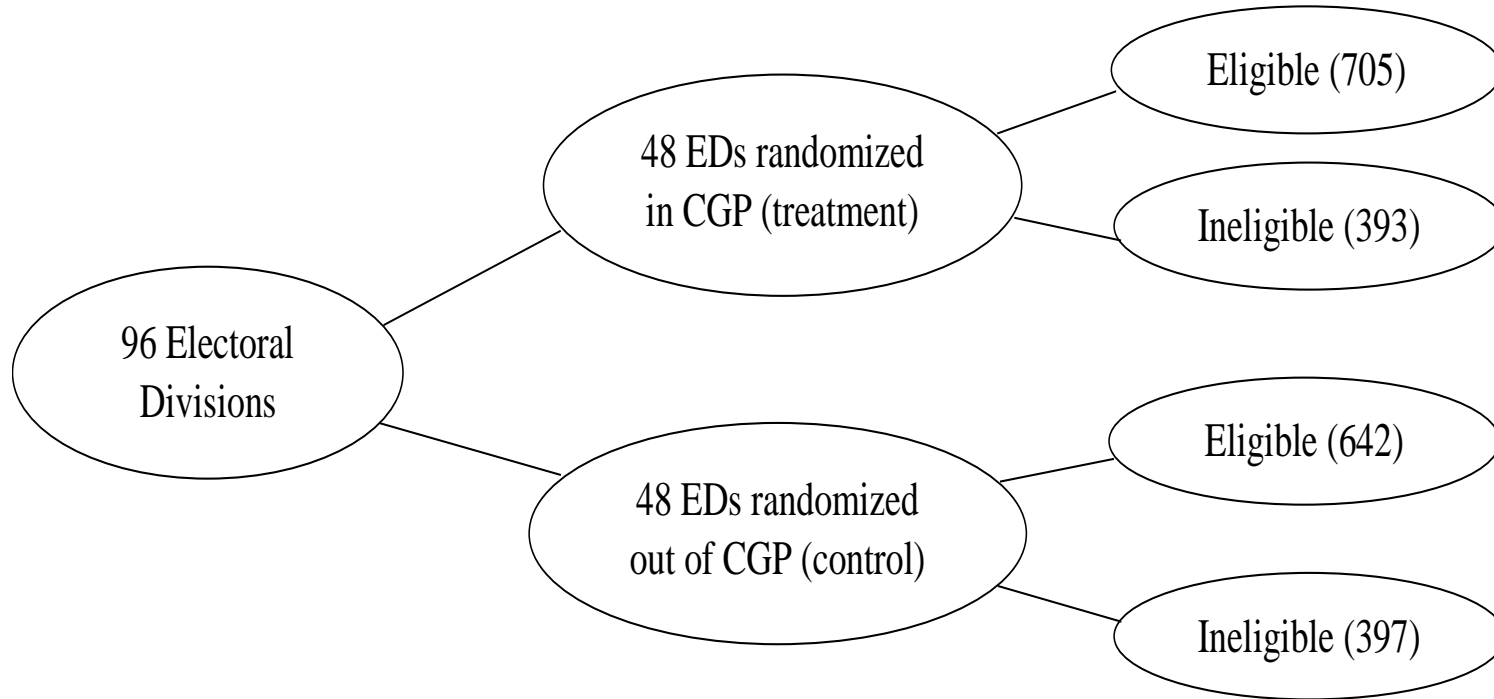 96 Electoral
Divisions
48 EDs randomized
in CGP (treatment)
Eligible (705)
Ineligible (393)
48 EDs randomized
out of CGP (control)
Eligible (642)
Ineligible (397)